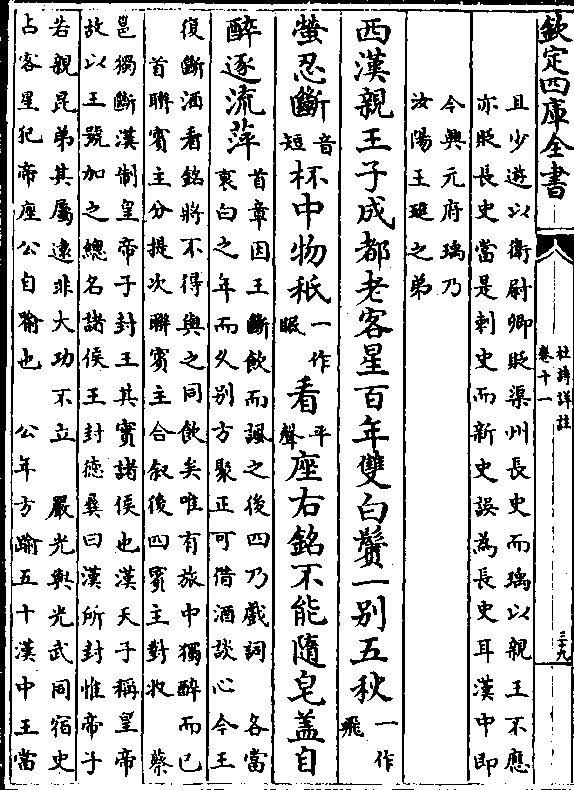 欽定四庫全書
杜詩詳註
卷十一
三十九
且少遊以衛尉卿貶渠州長史而瑀以親王不應
亦貶長史當是刺史而新史誤為長史耳漢中即
今興元府瑀乃
汝陽王璡之弟
西漢親王子成都老客星百年雙白鬢一別五秋一作飛
螢忍斷音短杯中物秪一作眠看平聲座右銘不能隨皂盖自
醉逐流萍
首章因王斷飲而諷之後四乃戲詞 各當
衰白之年而久别方聚正可借酒談心今王
復斷酒看銘將不得與之同飲矣唯有旅中獨醉而已
首聯賓主分提次聯賓主合叙後四賓主對收 蔡
邕獨斷漢制皇帝子封王其實諸侯也漢天子稱皇帝
故以王號加之總名諸侯王封德彝曰漢所封惟帝子
若親昆弟其屬逺非大功不立 嚴光與光武同宿史
占客星犯帝座公自喻也 公年方踰五十漢中王當